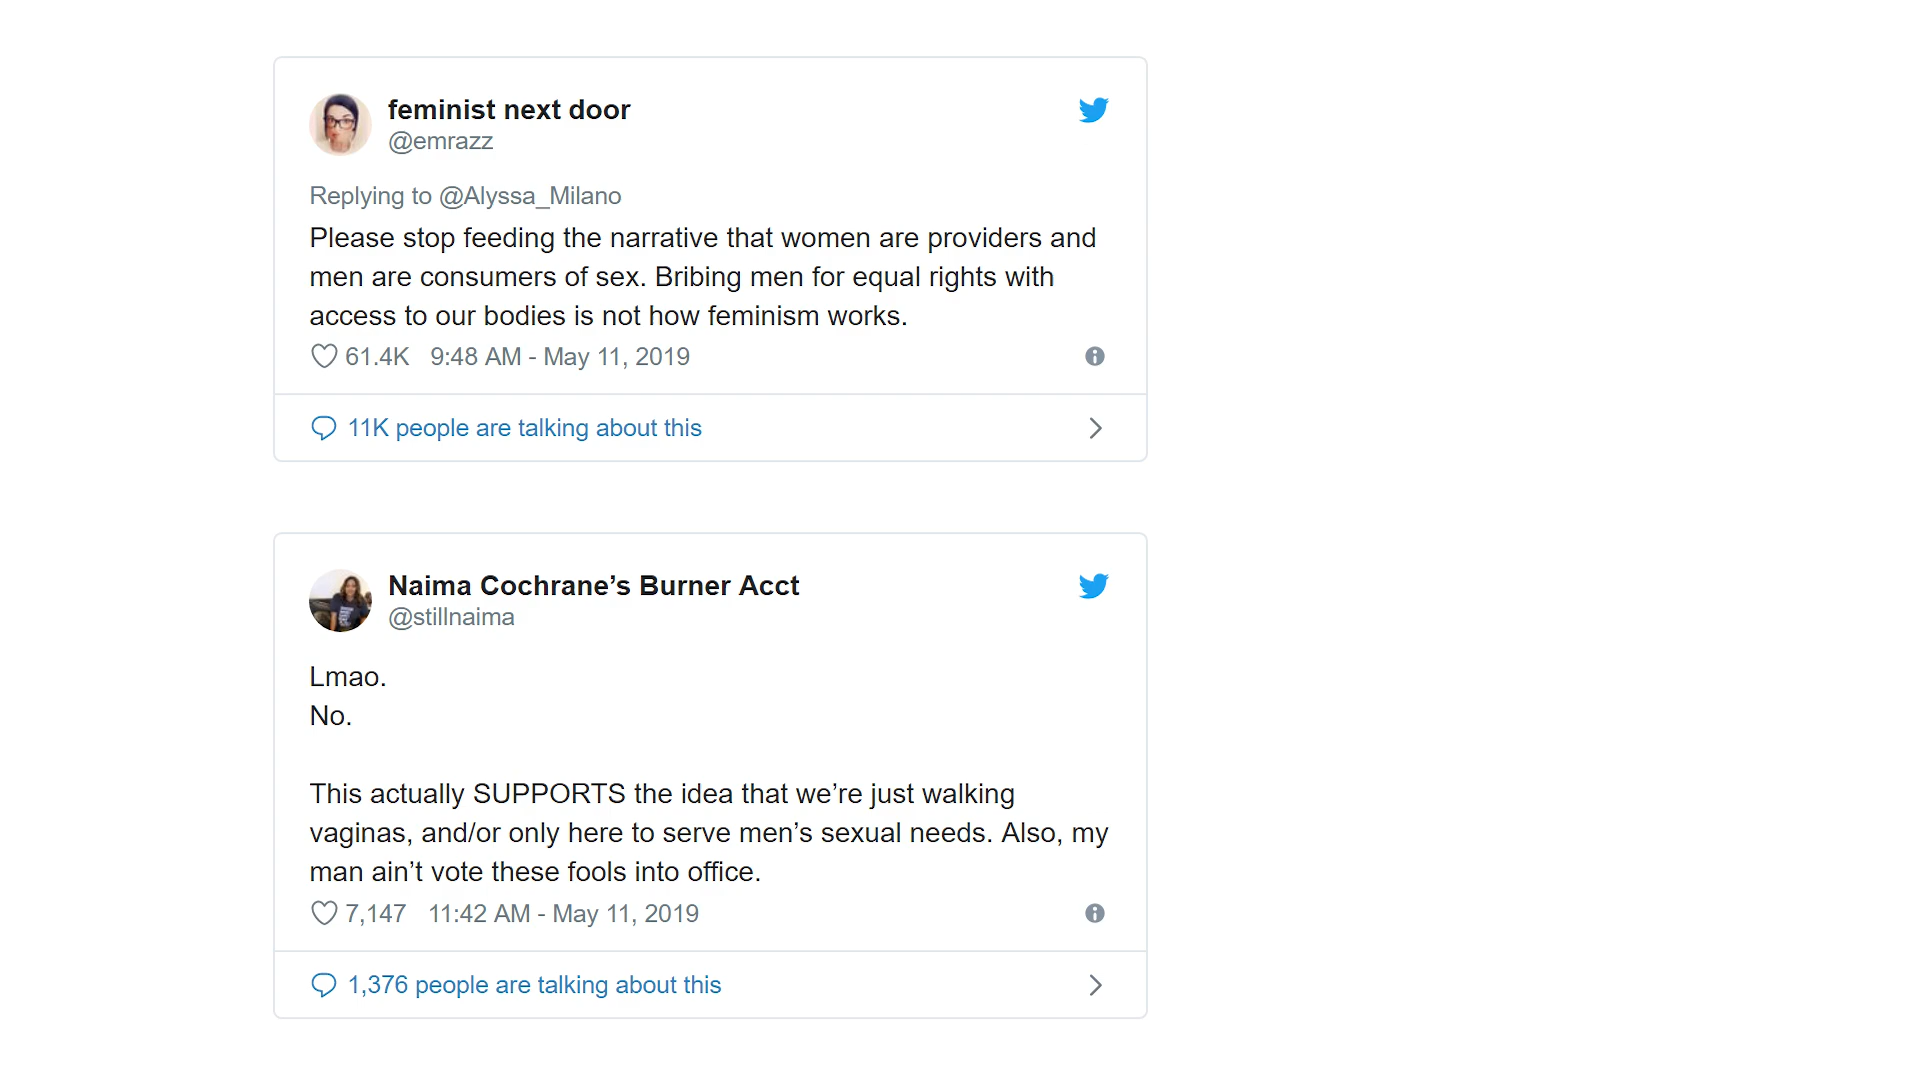 feminist next door
@emrazz
Replying to @Alyssa_Milano
Please stop feeding the narrative that women are providers and
men are consumers of sex. Bribing men for equal rights with
access to our bodies is not how feminism works.
61.4K 9:48 AM - May 11, 2019
11K people are talking about this
Naima Cochrane’s Burner Acct
@stillnaima
Lmao.
No.
This actually SUPPORTS the idea that we’re just walking
vaginas, and/or only here to serve men’s sexual needs. Also, my
man ain’t vote these fools into office.
7,147 11:42 AM - May 11, 2019
1,376 people are talking about this